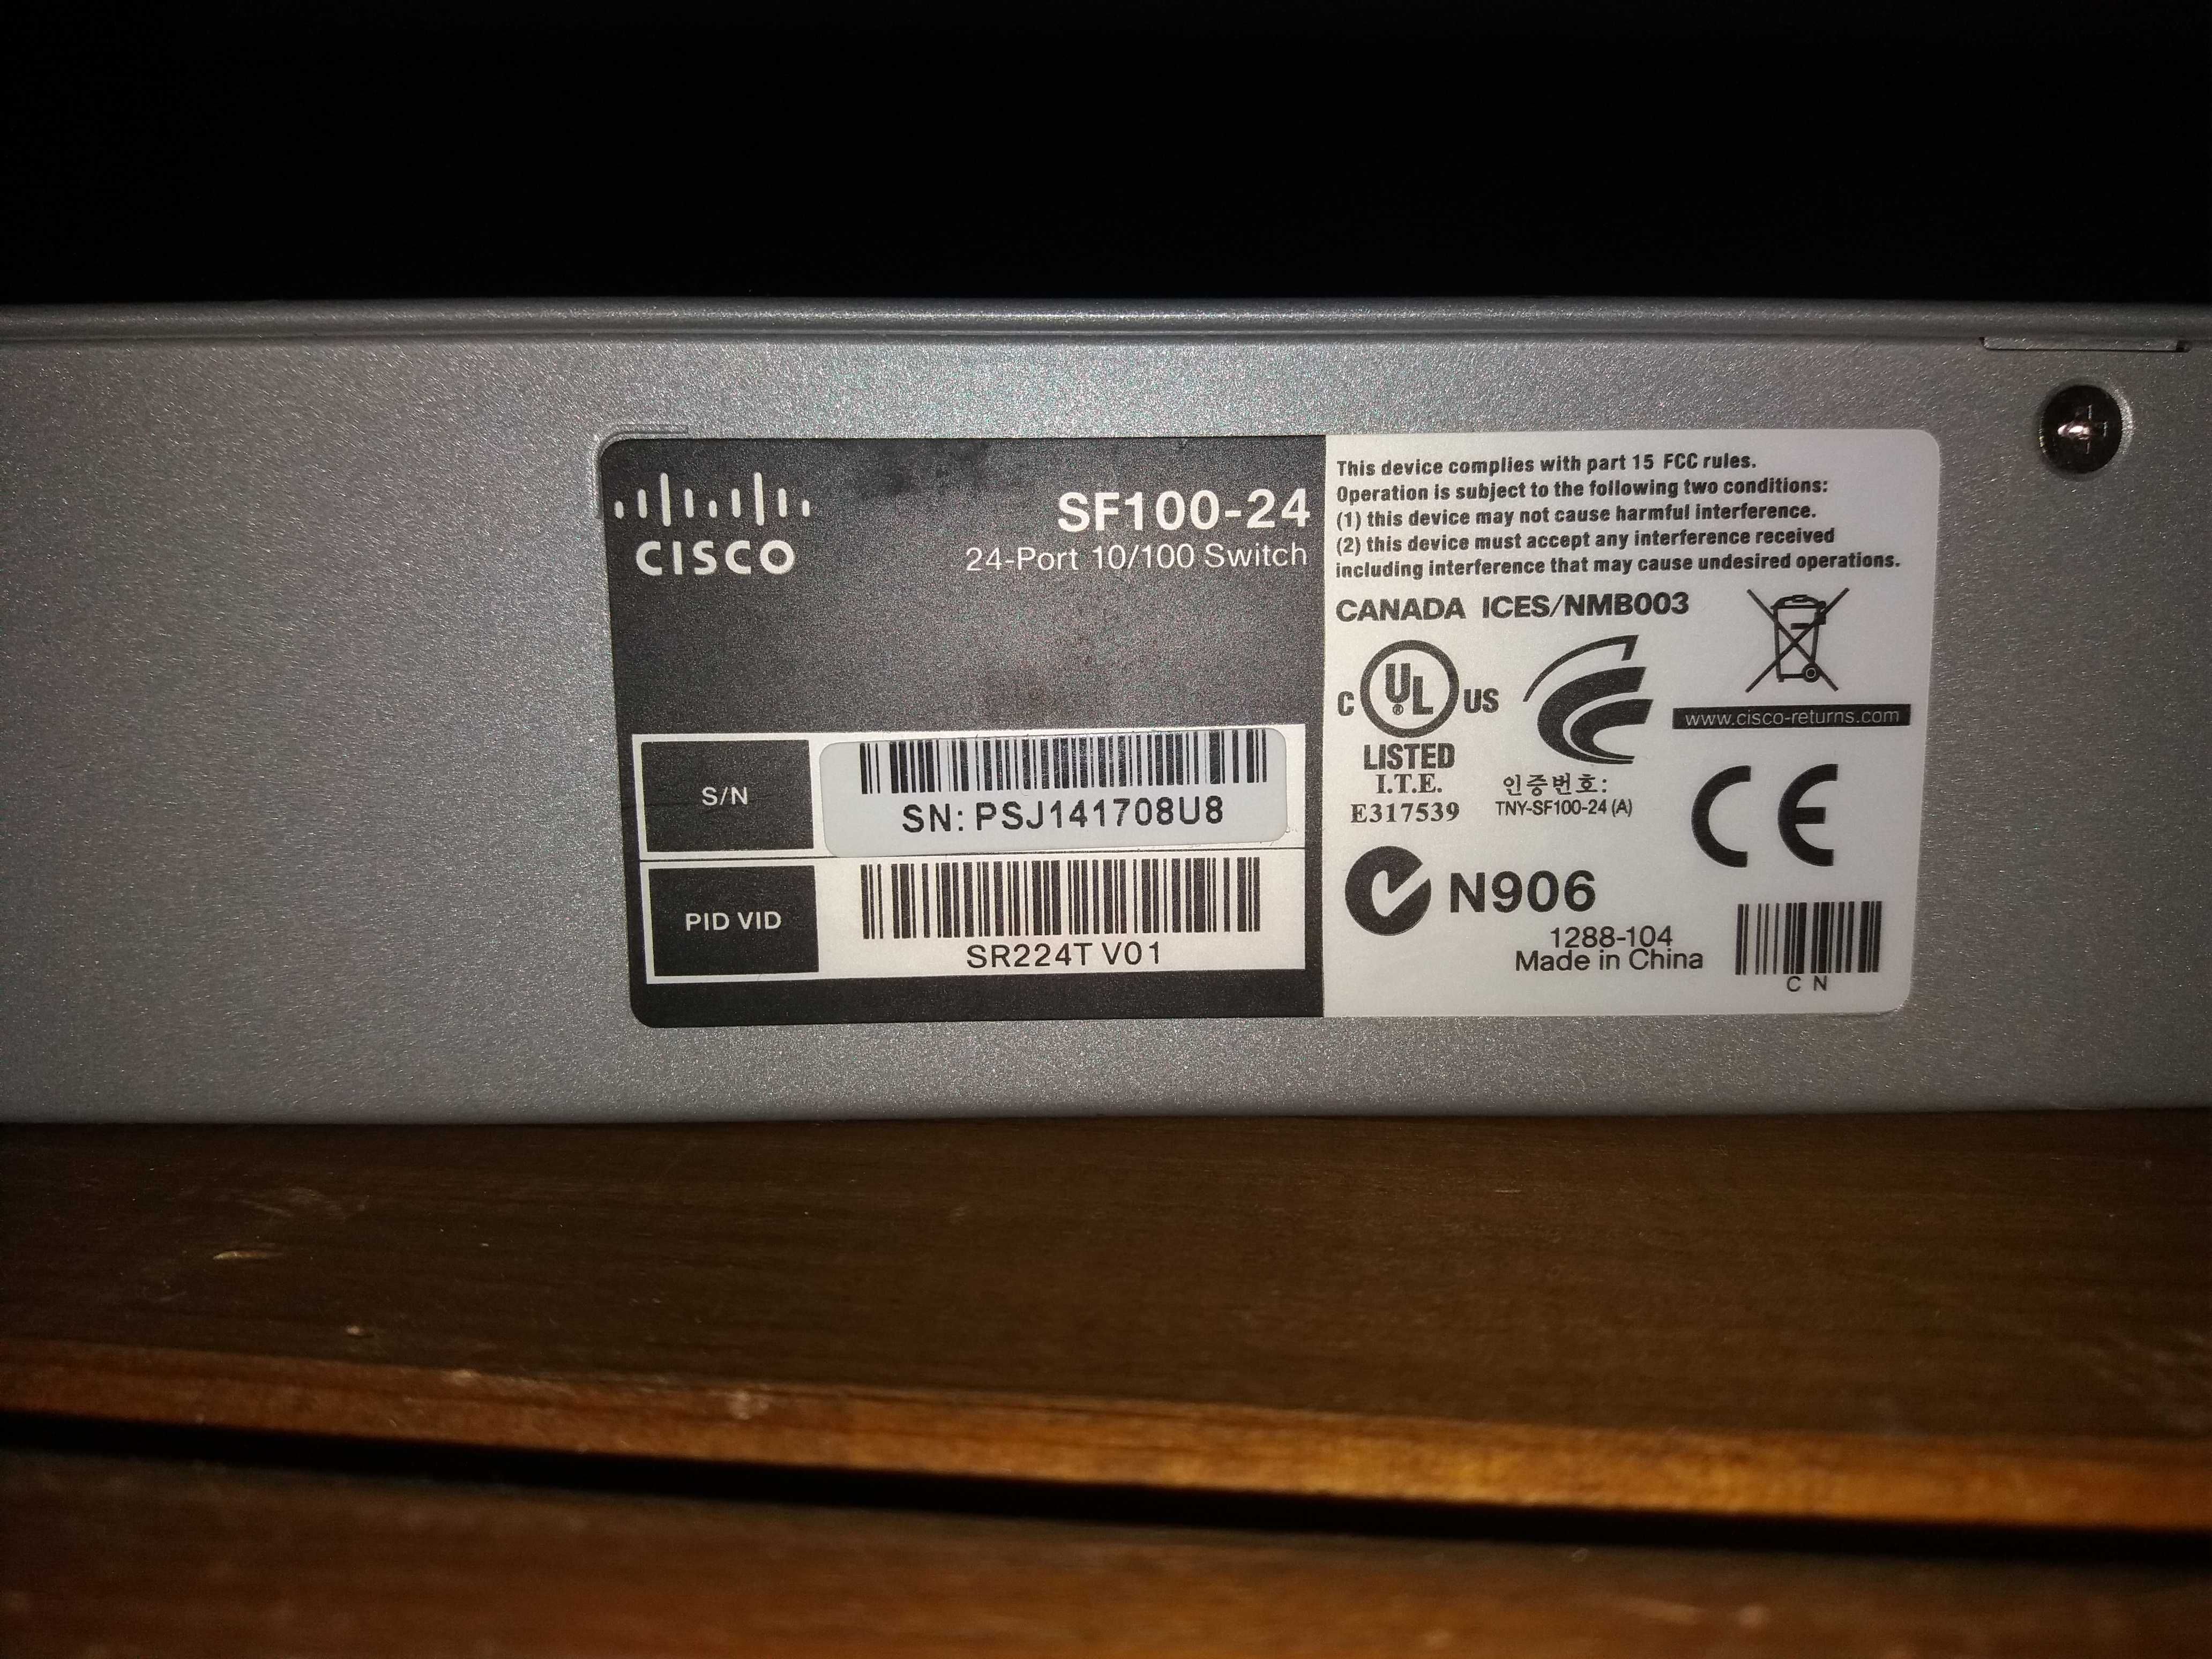 CISCO
SF100-24
24-Port 10/100 Switch
S/N
SN: PSJ141708U8
PID VID
SR224T V01
This device complies with part 15 FCC rules.
Operation is subject to the following two conditions:
(1) this device may not cause harmful interference.
(2) this device must accept any interference received
including interference that may cause undesired operations.
CANADA ICES/NMB003
C UL® US
LISTED
I.T.E.
E317539
인증번호:
TNY-SF100-24 (A)
www.cisco-returns.com
CE
N906
1288-104
Made in China
C N